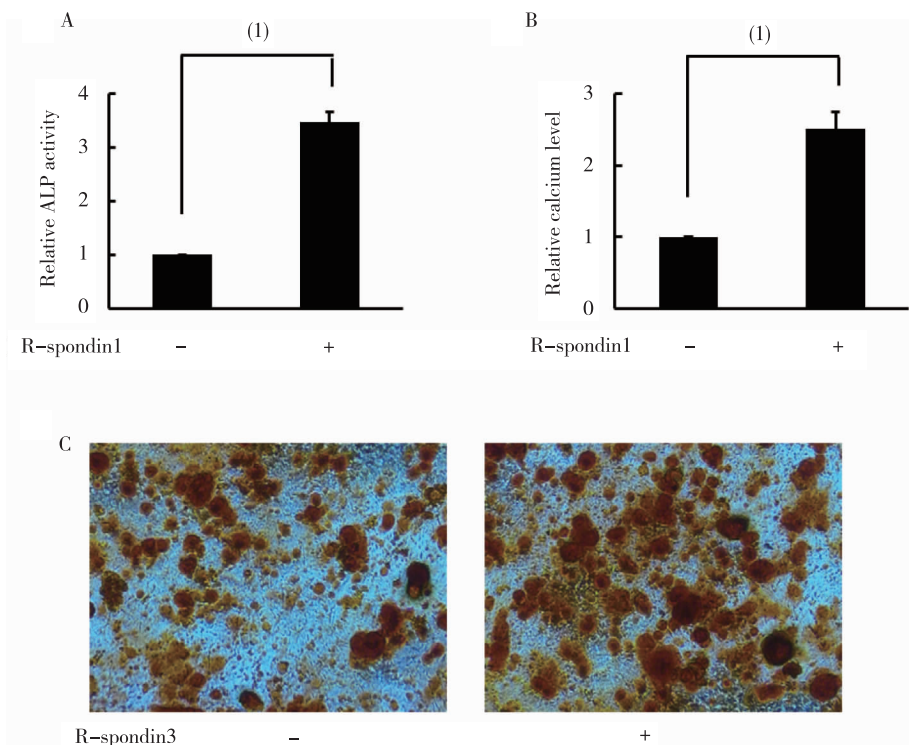 A
(1)
Relative ALP activity
4
3
2
1
0
R-spondin1 - +
B
(1)
Relative calcium level
3
2
1
0
R-spondin1 - +
C
R-spondin3 - +